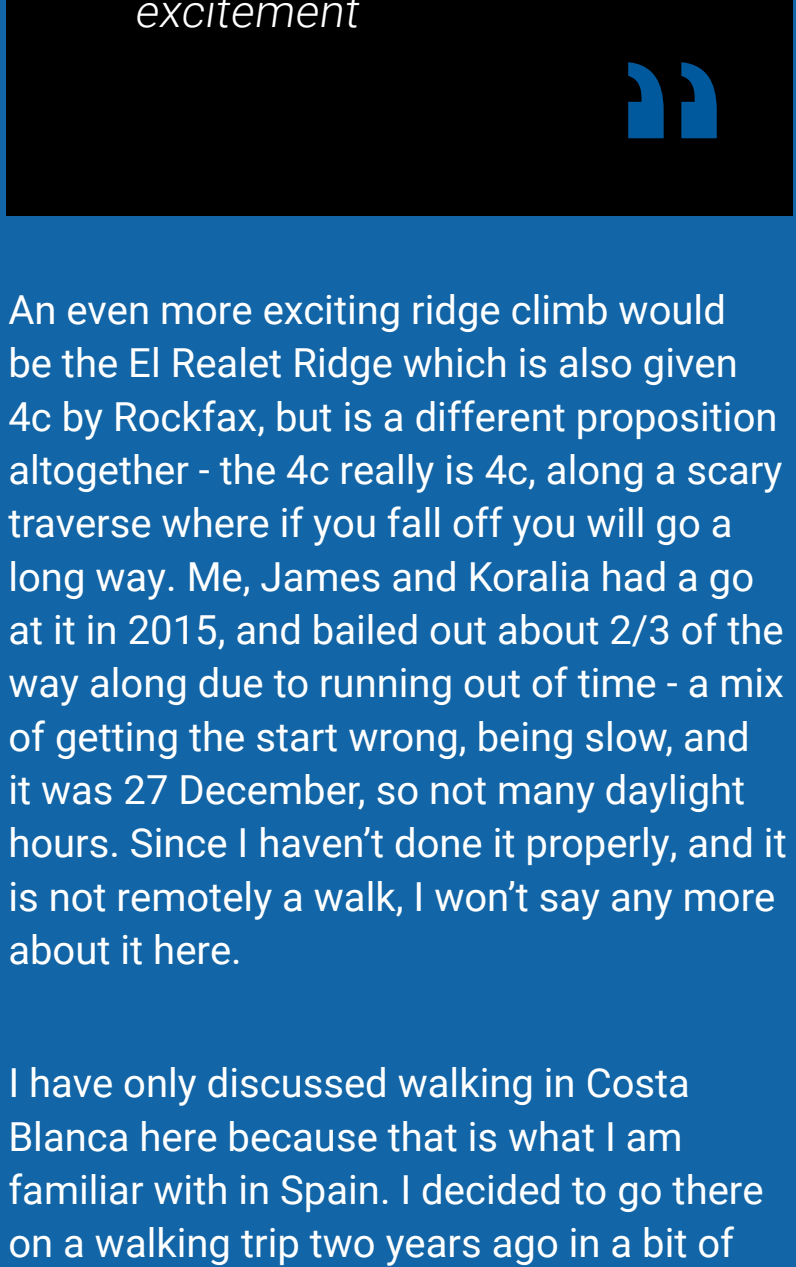 excitement
”
An even more exciting ridge climb would
be the El Realet Ridge which is also given
4c by Rockfax, but is a different proposition
altogether - the 4c really is 4c, along a scary
traverse where if you fall off you will go a
long way. Me, James and Koralia had a go
at it in 2015, and bailed out about 2/3 of the
way along due to running out of time - a mix
of getting the start wrong, being slow, and
it was 27 December, so not many daylight
hours. Since I haven’t done it properly, and it
is not remotely a walk, I won’t say any more
about it here.
I have only discussed walking in Costa
Blanca here because that is what I am
familiar with in Spain. I decided to go there
on a walking trip two years ago in a bit of